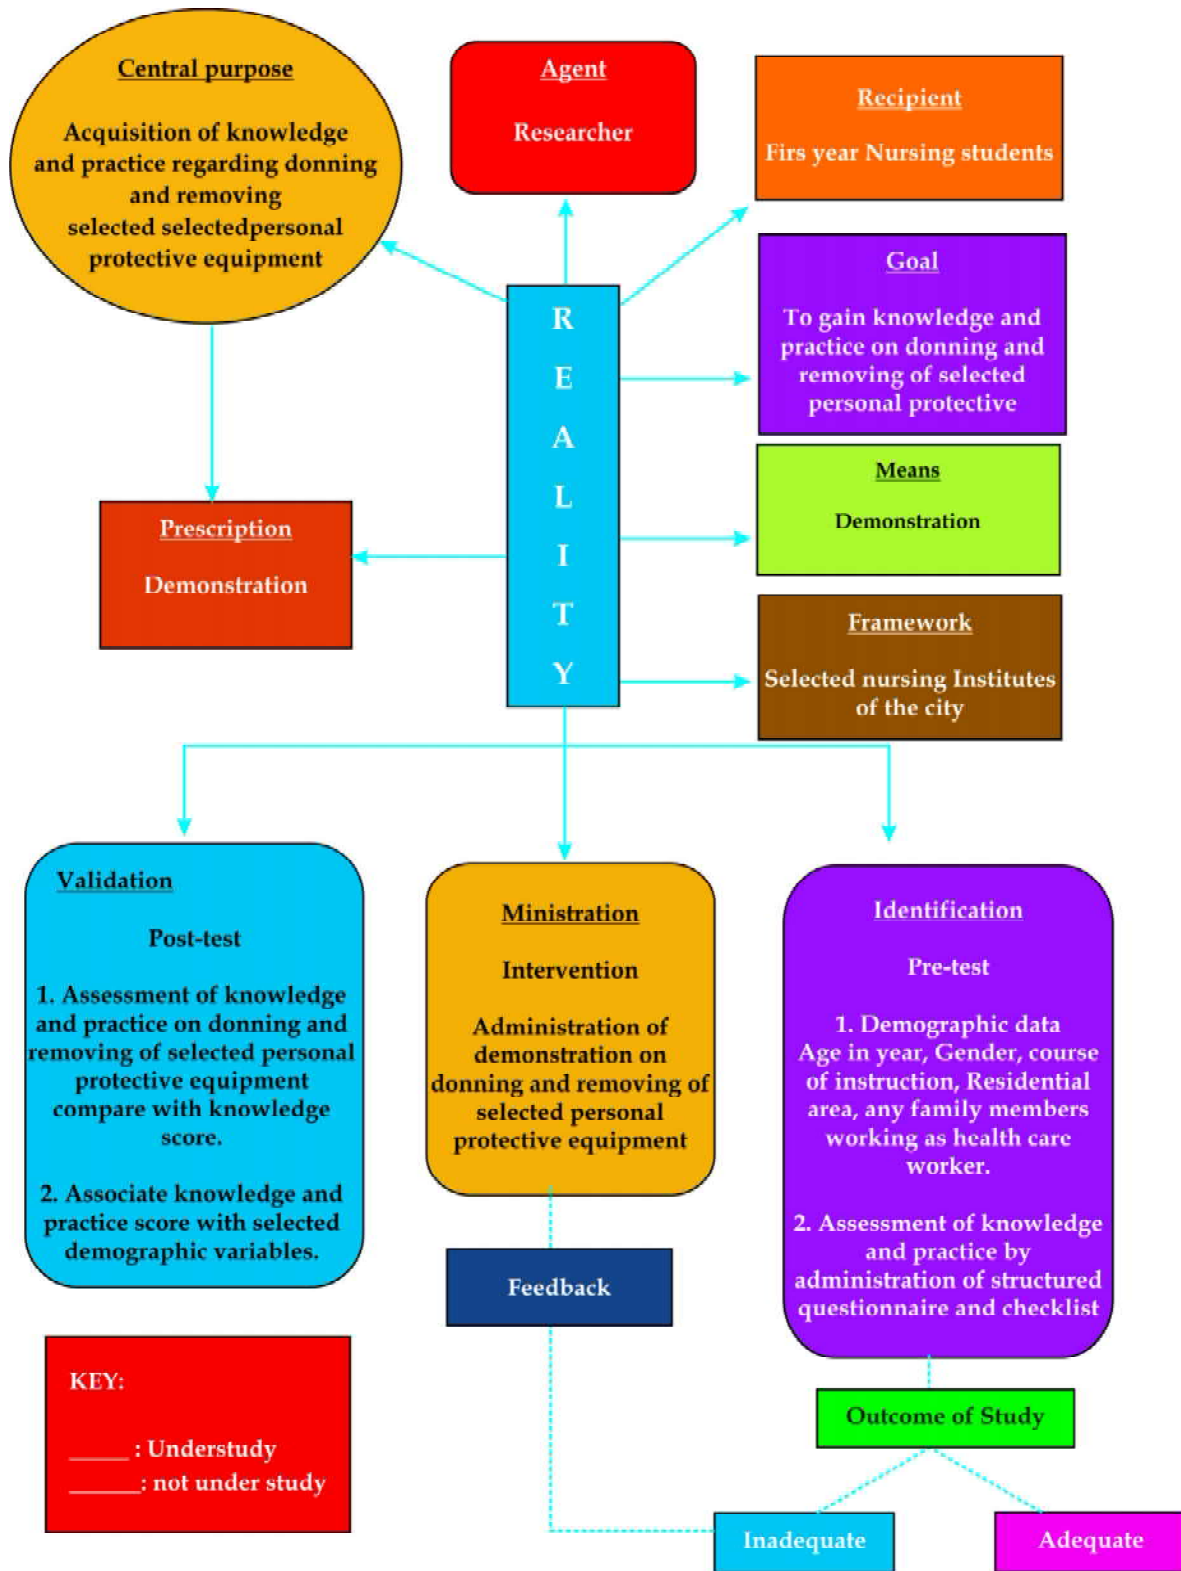 Central purpose
Acquisition of knowledge
and practice regarding donning
and removing
selected selectedpersonal
protective equipment
Agent
Researcher
Recipient
Firs year Nursing students
Goal
To gain knowledge and
practice on donning and
removing of selected
personal protective
R
E
A
L
I
T
Y
Means
Demonstration
Prescription
Demonstration
Framework
Selected nursing Institutes
of the city
Validation
Post-test
1. Assessment of knowledge
and practice on donning and
removing of selected personal
protective equipment
compare with knowledge
score.
2. Associate knowledge and
practice score with selected
demographic variables.
Ministration
Intervention
Administration of
demonstration on
donning and removing of
selected personal
protective equipment
Identification
Pre-test
1. Demographic data
Age in year, Gender, course
of instruction, Residential
area, any family members
working as health care
worker.
2. Assessment of knowledge
and practice by
administration of structured
questionnaire and checklist
Feedback
KEY:
_____ : Understudy
______: not under study
Outcome of Study
Inadequate
Adequate